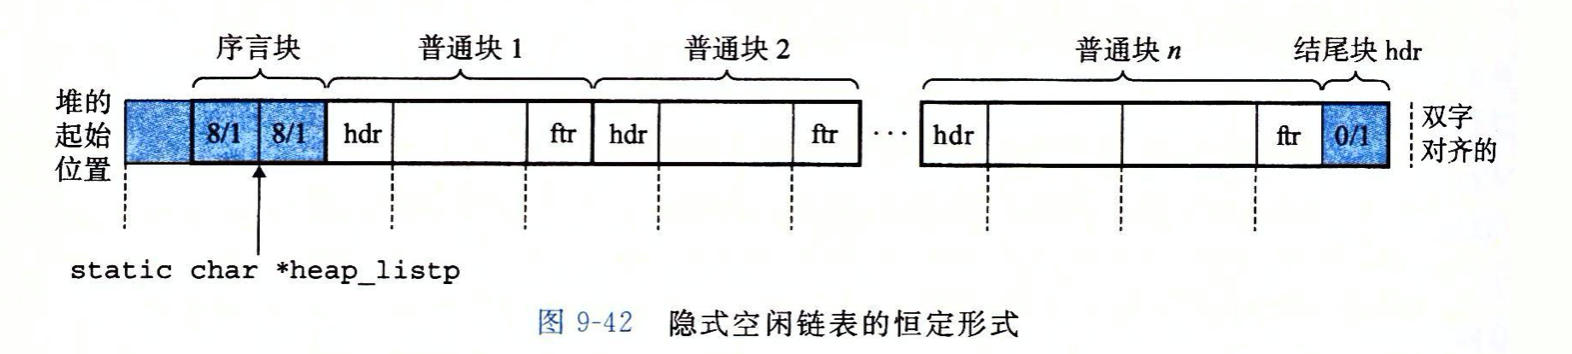 序言块 普通块 1 普通块 2 普通块 n 结尾块 hdr
堆的
起始
位置
8/1 8/1 hdr ftr hdr ftr ··· hdr ftr 0/1
双字
对齐的
static char *heap_listp
图 9-42 隐式空闲链表的恒定形式